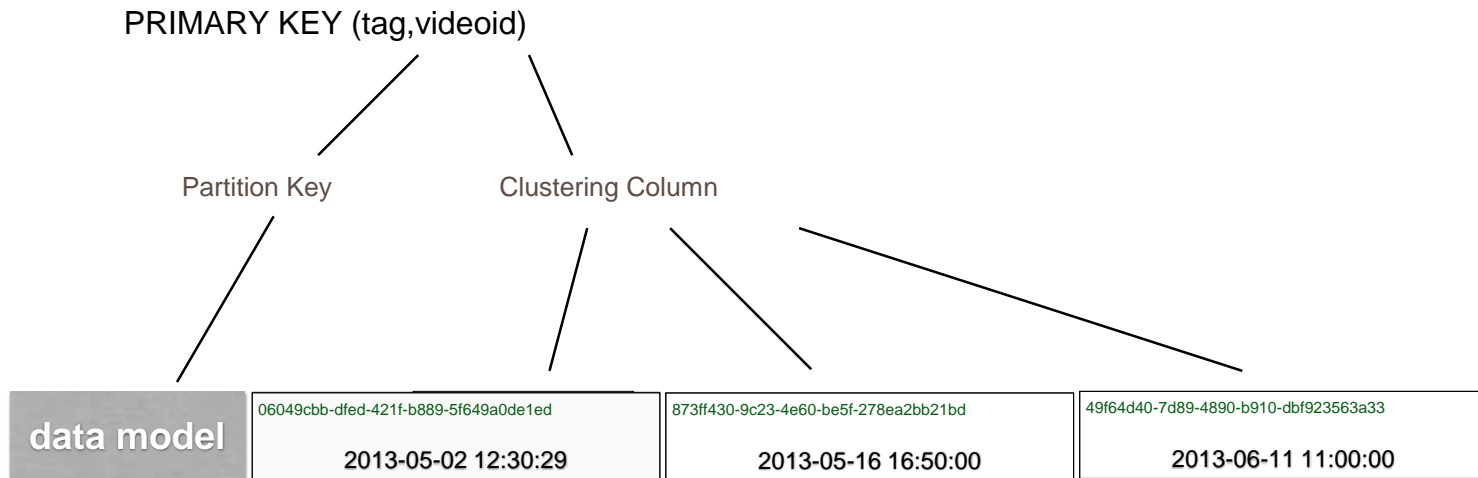 PRIMARY KEY (tag,videoid)
Partition Key
Clustering Column
data model
06049cbb-dfed-421f-b889-5f649a0de1ed
2013-05-02 12:30:29
873ff430-9c23-4e60-be5f-278ea2bb21bd
2013-05-16 16:50:00
49f64d40-7d89-4890-b910-dbf923563a33
2013-06-11 11:00:00